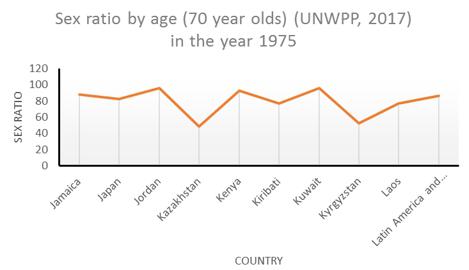 Sex ratio by age (70 year olds) (UNWPP, 2017)
in the year 1975
120
100
80
60
40
20
0
SEX RATIO
Jamaica
Japan
Jordan
Kazakhstan
Kenya
Kiribati
Kuwait
Kyrgyzstan
Laos
Latin America and...
COUNTRY